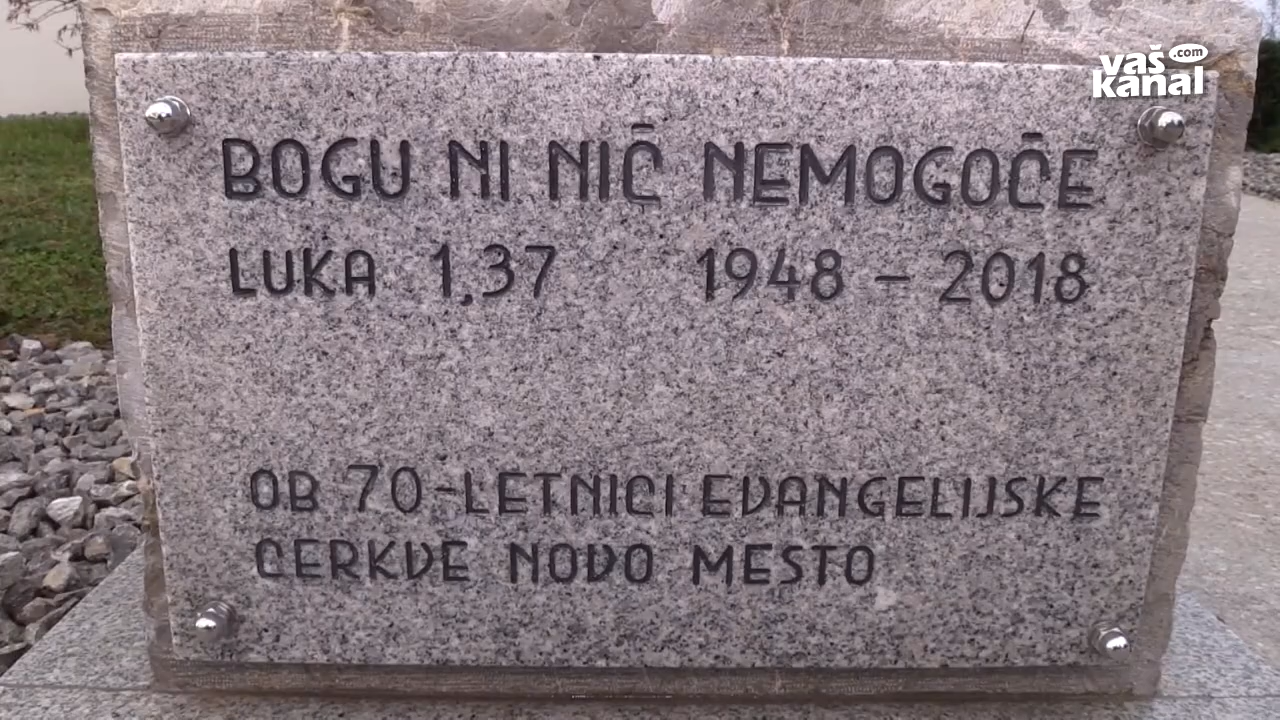 vaš .com
kanal
BOGU NI NIČ NEMOGOČE
LUKA 1,37 1948 – 2018
OB 70-LETNICI EVANGELIJSKE
CERKVE NOVO MESTO